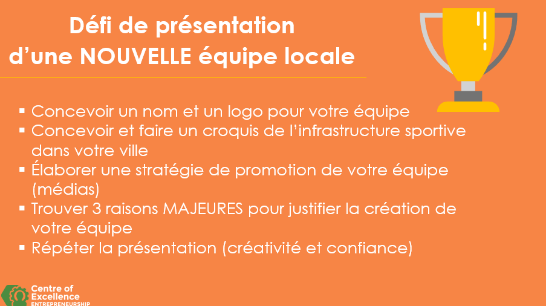 Défi de présentation
d’une NOUVELLE équipe locale
▪ Concevoir un nom et un logo pour votre équipe
▪ Concevoir et faire un croquis de l’infrastructure sportive
dans votre ville
▪ Élaborer une stratégie de promotion de votre équipe
(médias)
▪ Trouver 3 raisons MAJEURES pour justifier la création de
votre équipe
▪ Répéter la présentation (créativité et confiance)
Centre of
Excellence
ENTREPRENEURSHIP